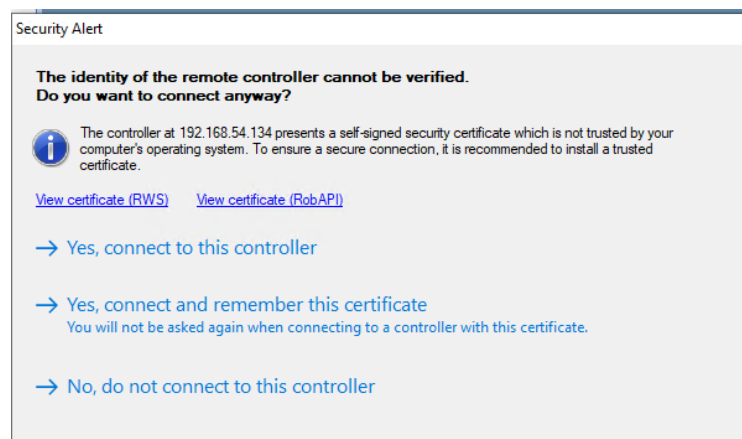 Security Alert
The identity of the remote controller cannot be verified.
Do you want to connect anyway?
The controller at 192.168.54.134 presents a self-signed security certificate which is not trusted by your
computer's operating system. To ensure a secure connection, it is recommended to install a trusted
certificate.
View certificate (RWS) View certificate (RobAPI)
Yes, connect to this controller
Yes, connect and remember this certificate
You will not be asked again when connecting to a controller with this certificate.
No, do not connect to this controller